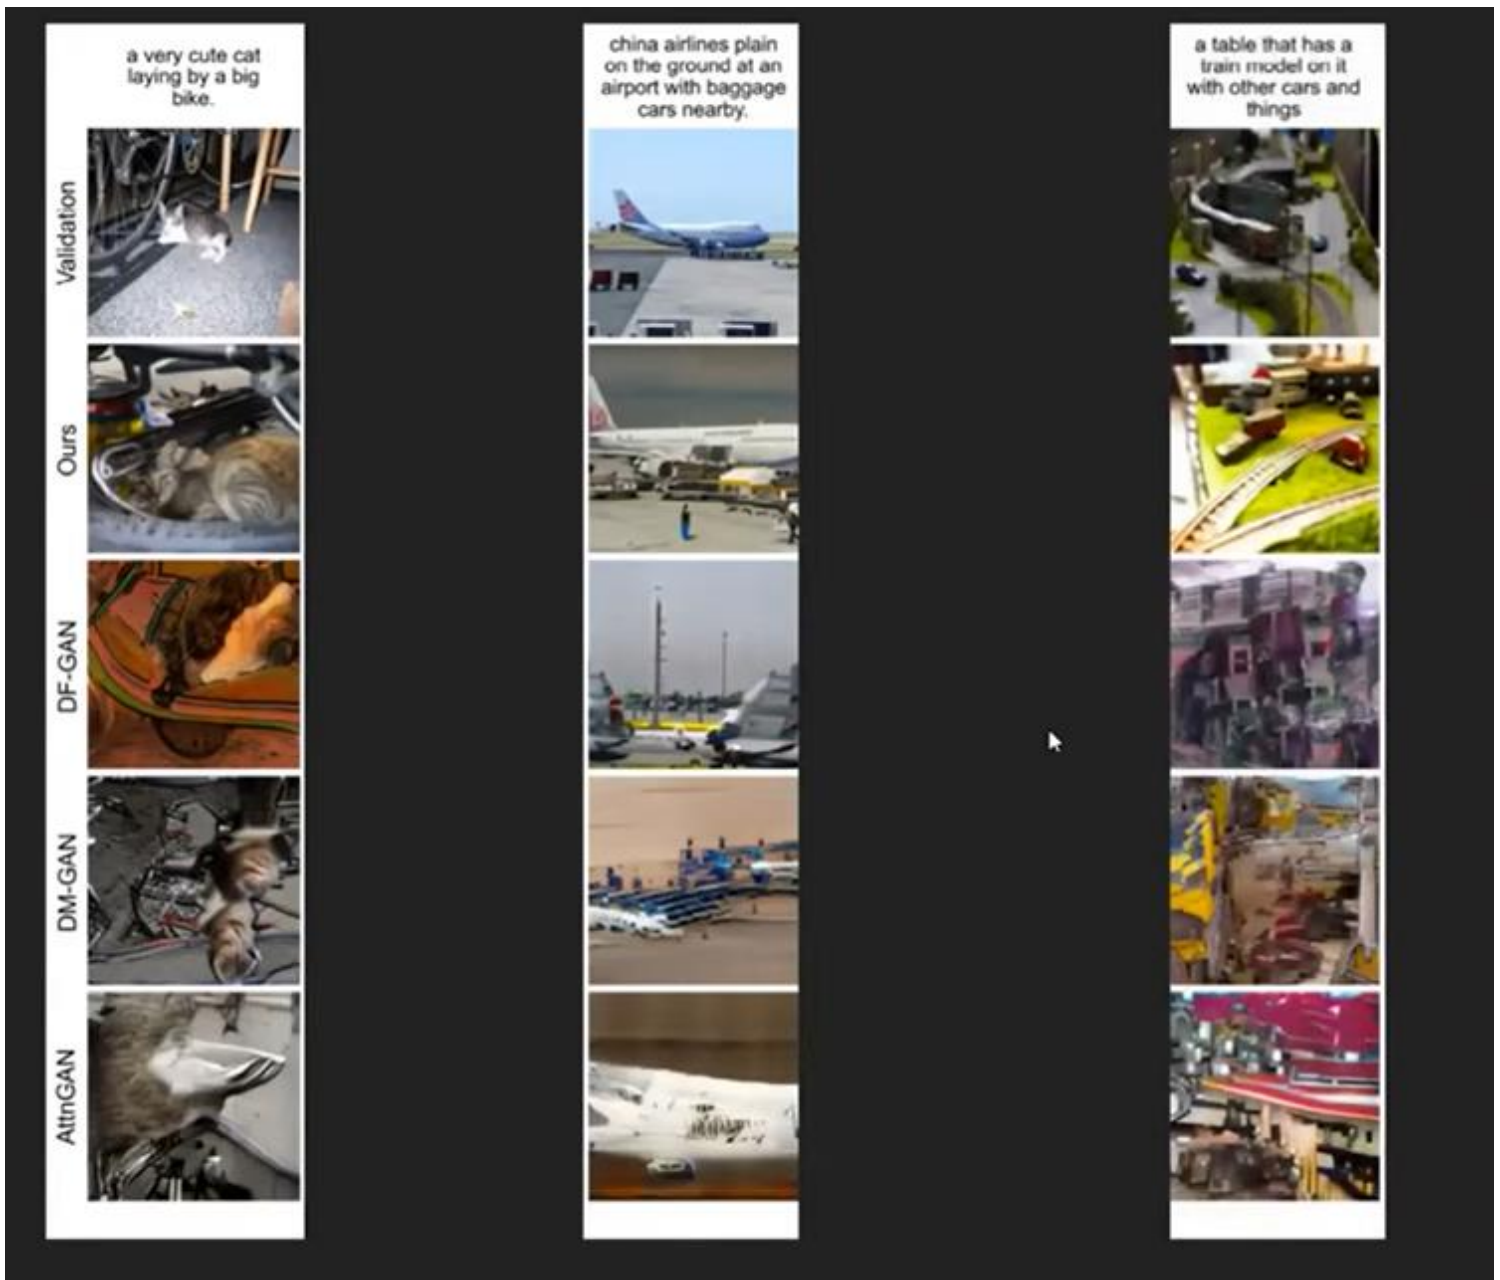 a very cute cat
laying by a big
bike.
china airlines plain
on the ground at an
airport with baggage
cars nearby.
a table that has a
train model on it
with other cars and
things
Validation
Ours
DF-GAN
DM-GAN
AttnGAN